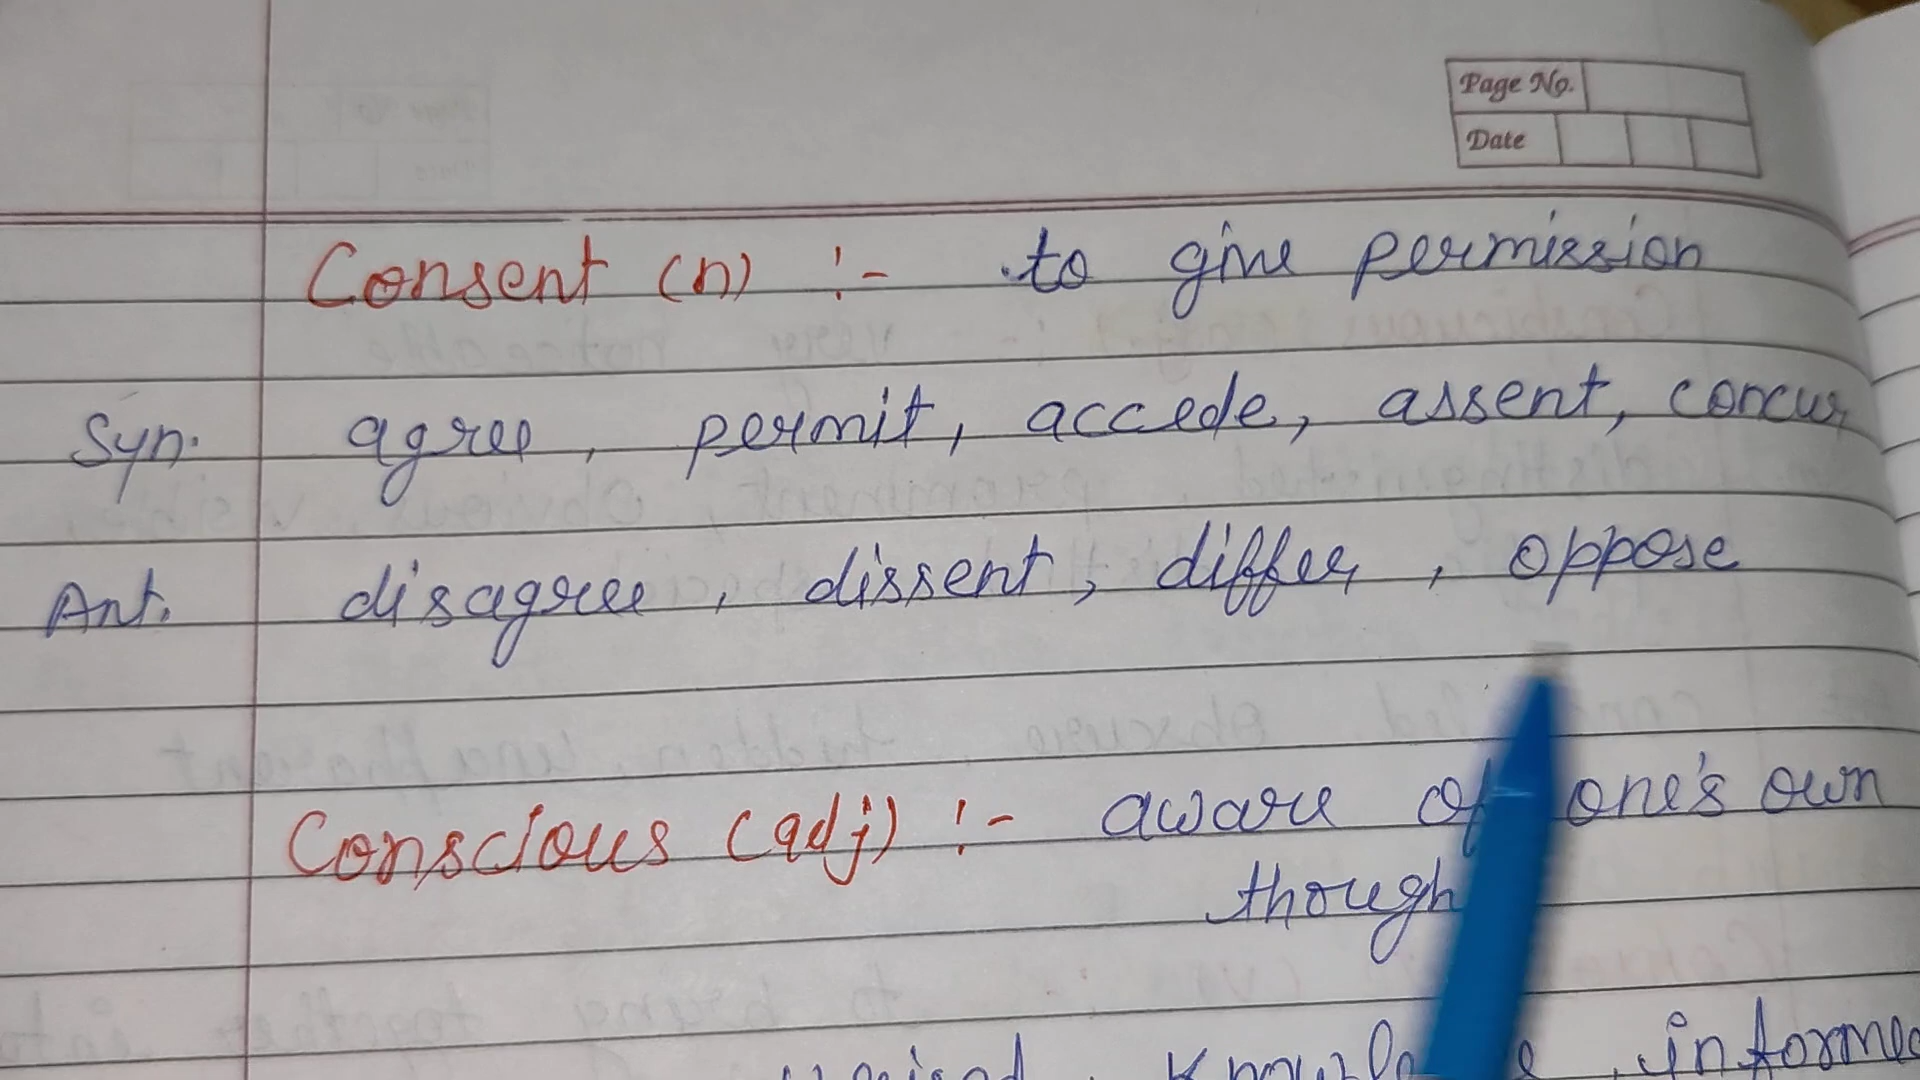 Page No.
Date
Consent (n) :- to give permission
Syn. agree, permit, accede, assent, concur
Ant. disagree, dissent, differ, oppose
Conscious (adj) :- aware of one's own
though
informed